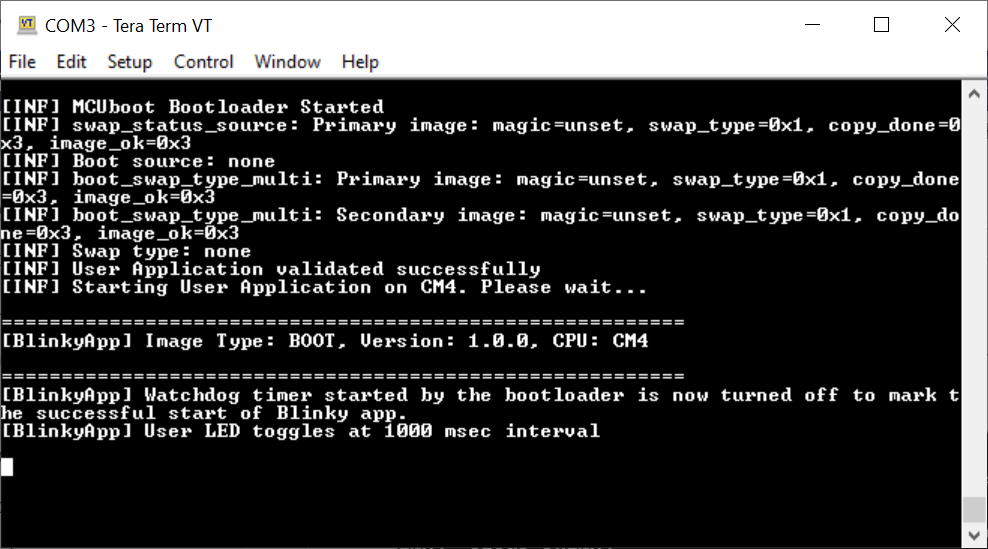 COM3 - Tera Term VT
File Edit Setup Control Window Help
[INF] MCUboot Bootloader Started
[INF] swap_status_source: Primary image: magic=unset, swap_type=0x1, copy_done=0
x3, image_ok=0x3
[INF] Boot source: none
[INF] boot_swap_type_multi: Primary image: magic=unset, swap_type=0x1, copy_done
=0x3, image_ok=0x3
[INF] boot_swap_type_multi: Secondary image: magic=unset, swap_type=0x1, copy_do
ne=0x3, image_ok=0x3
[INF] Swap type: none
[INF] User Application validated successfully
[INF] Starting User Application on CM4. Please wait...
=========================================================
[BlinkyApp] Image Type: BOOT, Version: 1.0.0, CPU: CM4
=========================================================
[BlinkyApp] Watchdog timer started by the bootloader is now turned off to mark t
he successful start of Blinky app.
[BlinkyApp] User LED toggles at 1000 msec interval